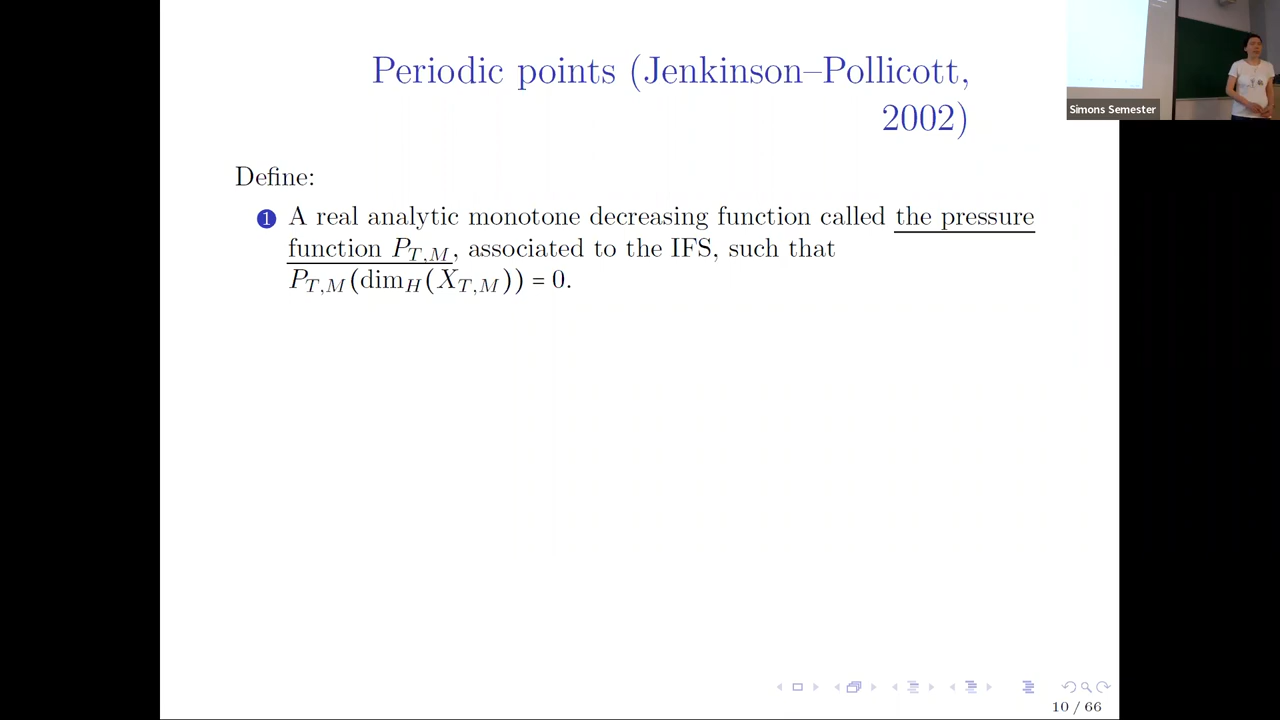 Periodic points (Jenkinson–Pollicott,
2002)
Simons Semester
Define:
1 A real analytic monotone decreasing function called the pressure
function P_{T,M}, associated to the IFS, such that
P_{T,M}(dim_H(X_{T,M})) = 0.
10 / 66